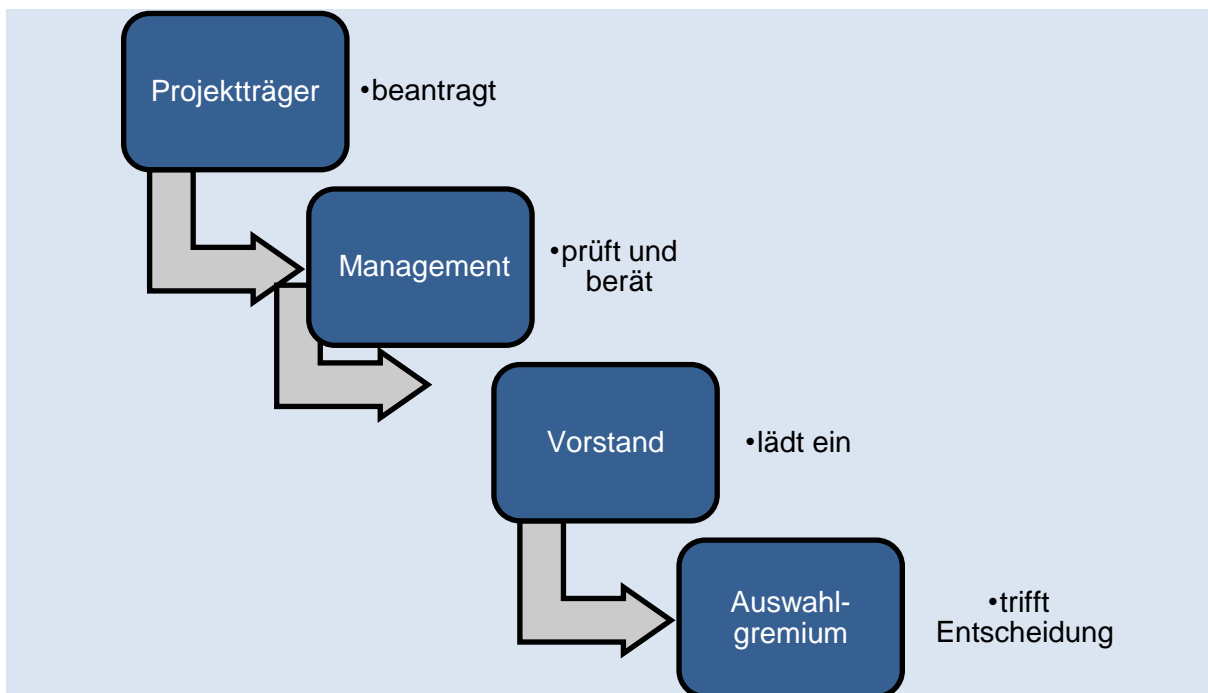 Projektträger
•beantragt
Management
•prüft und
berät
Vorstand
•lädt ein
Auswahl-
gremium
•trifft
Entscheidung